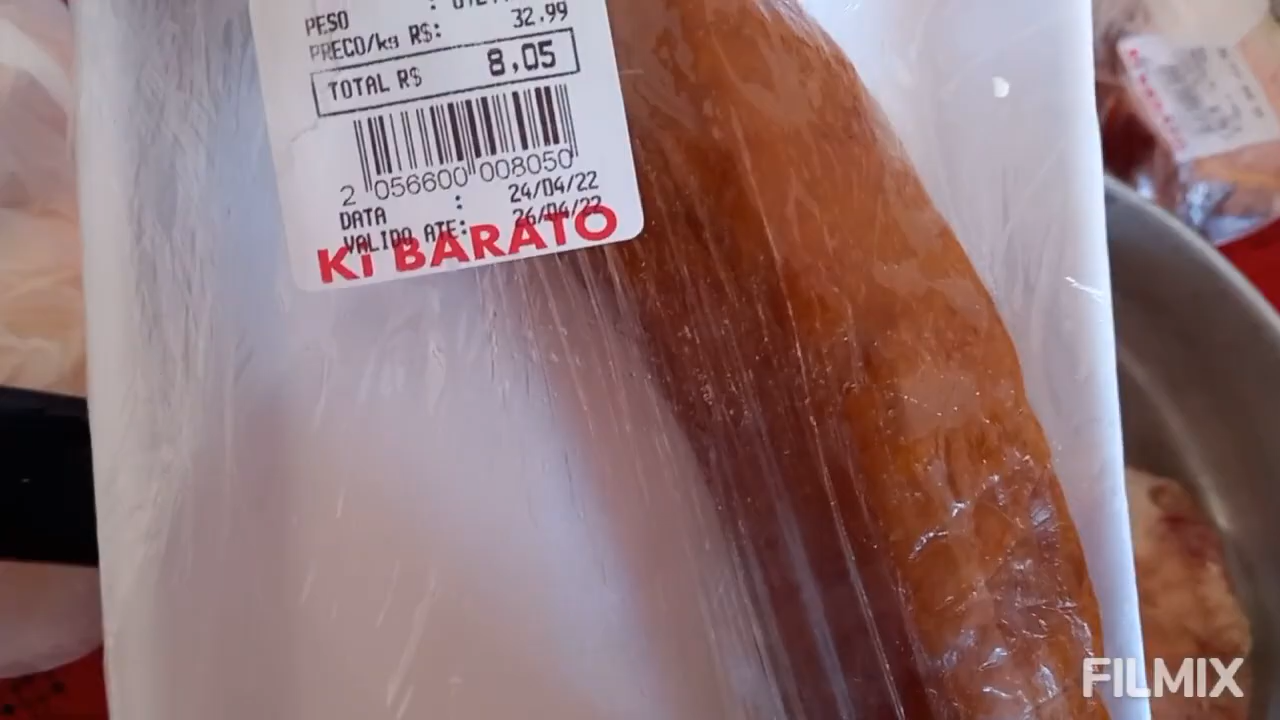 PESO :
PRECO/kg R$: 32.99
TOTAL R$ 8,05
2 056600 008050
DATA : 24/04/22
VALIDO ATE: 26/04/22
Ki BARATO
FILMIX